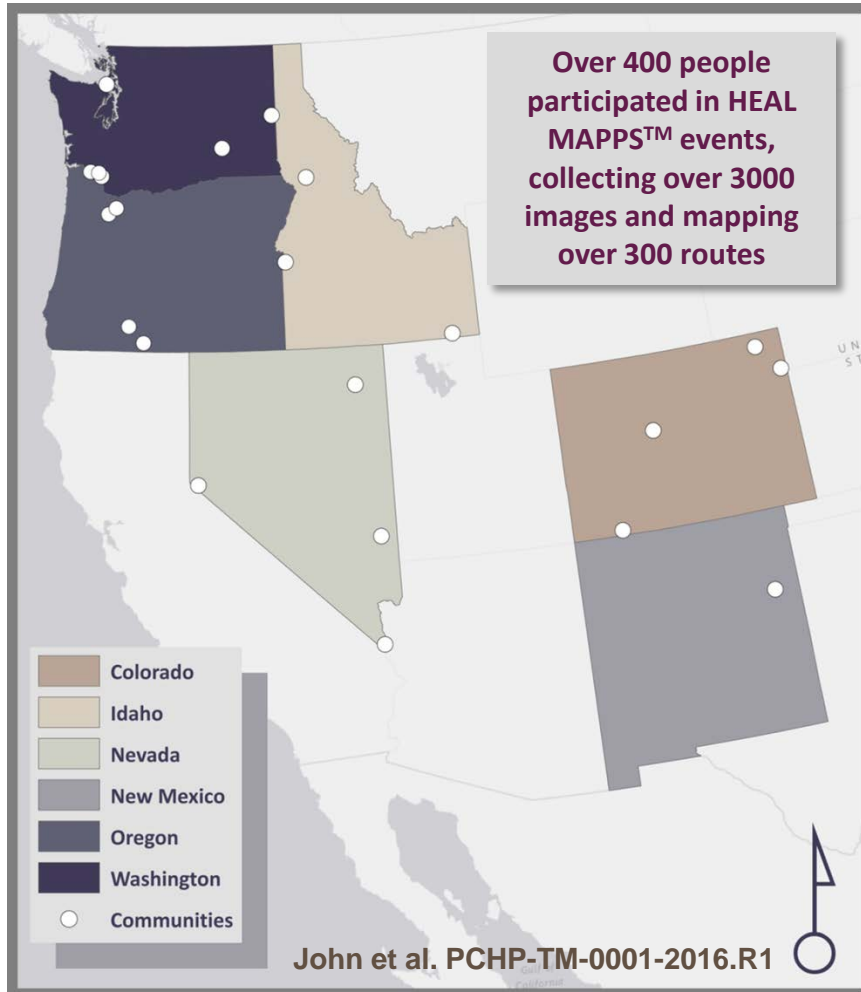 Over 400 people
participated in HEAL
MAPPS™ events,
collecting over 3000
images and mapping
over 300 routes
Colorado
Idaho
Nevada
New Mexico
Oregon
Washington
Communities
John et al. PCHP-TM-0001-2016.R1
California